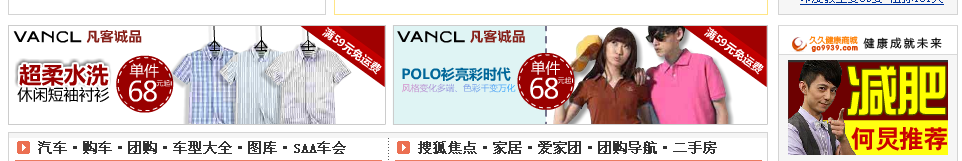 VANCL 凡客诚品
满59元免运费
超柔水洗
休闲短袖衬衫
单件
68元起!
VANCL 凡客诚品
满59元免运费
POLO衫亮彩时代
风格变化多端、色彩千变万化
单件
68元起!
久久健康商城
go9939.com
健康成就未来
减肥
何炅推荐
汽车·购车·团购·车型大全·图库·SAA车会
搜狐焦点·家居·爱家团·团购导航·二手房